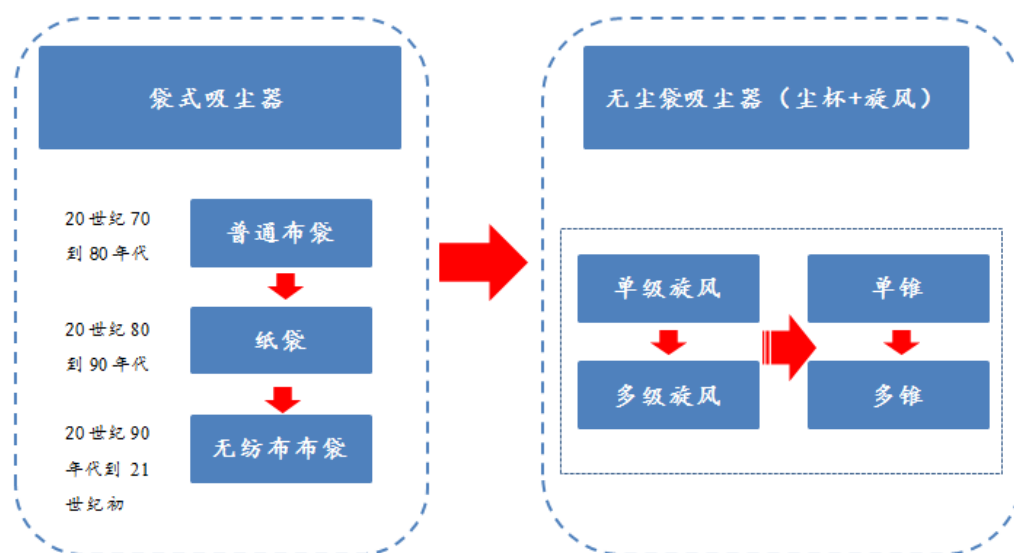 袋式吸尘器
20世纪70
到80年代
普通布袋
20世纪80
到90年代
纸袋
20世纪90
年代到 21
世纪初
无纺布布袋
无尘袋吸尘器（尘杯+旋风）
单级旋风
单锥
多级旋风
多锥